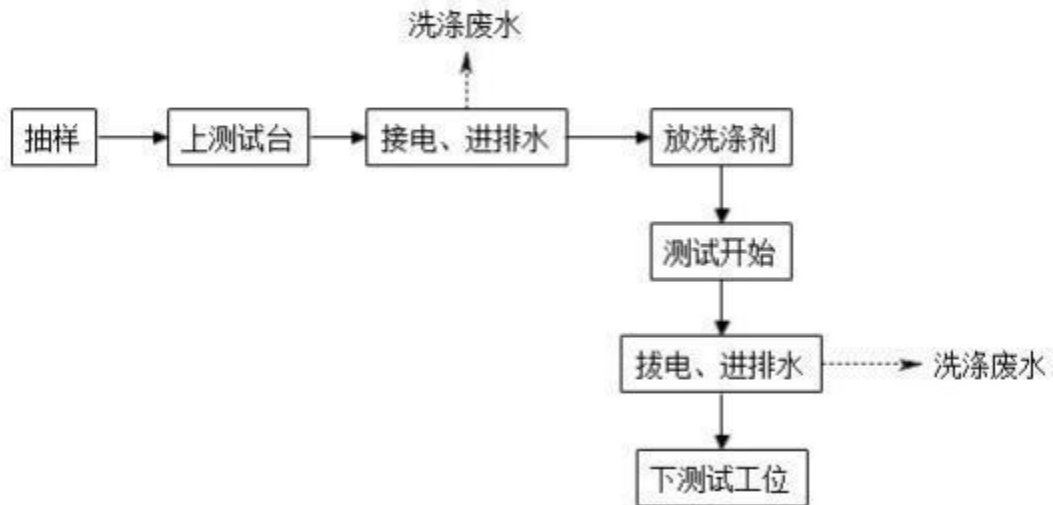 洗涤废水
抽样
上测试台
接电、进排水
放洗涤剂
测试开始
拔电、进排水
洗涤废水
下测试工位